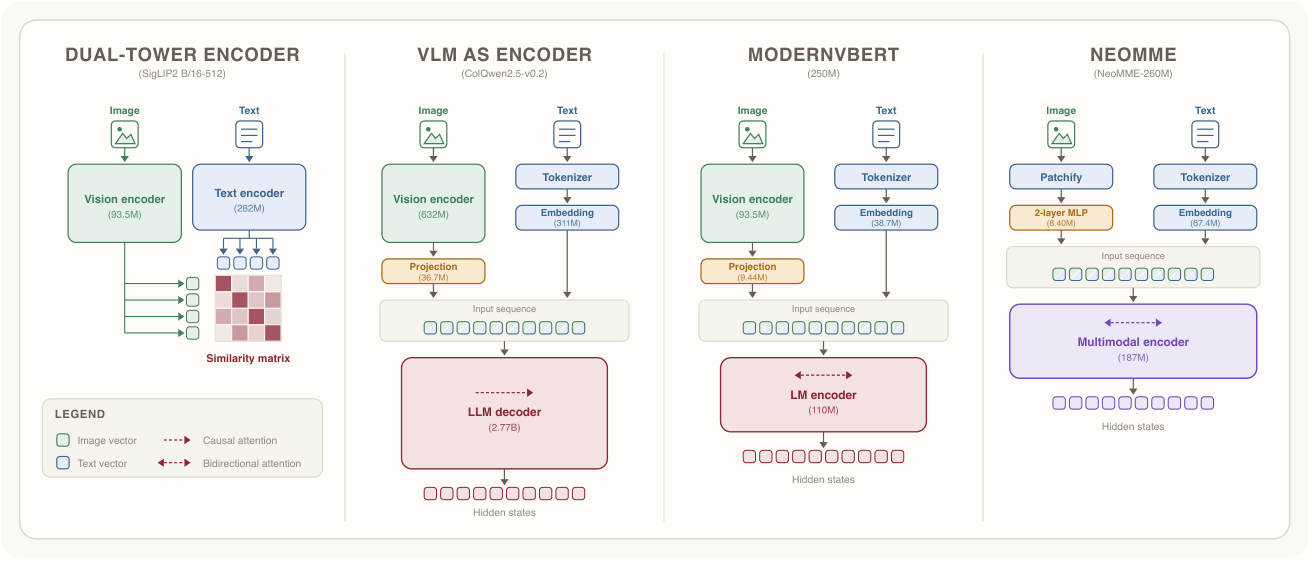 DUAL-TOWER ENCODER
(SigLIP2 B/16-512)
Image
Text
Vision encoder
(93.5M)
Text encoder
(282M)
Similarity matrix
LEGEND
Image vector
Causal attention
Text vector
Bidirectional attention
VLM AS ENCODER
(ColQwen2.5-v0.2)
Image
Text
Vision encoder
(632M)
Tokenizer
Embedding
(311M)
Projection
(36.7M)
Input sequence
LLM decoder
(2.77B)
Hidden states
MODERNVBERT
(250M)
Image
Text
Vision encoder
(93.5M)
Tokenizer
Embedding
(38.7M)
Projection
(9.44M)
Input sequence
LM encoder
(110M)
Hidden states
NEOMME
(NeoMME-260M)
Image
Text
Patchify
Tokenizer
2-layer MLP
(8.40M)
Embedding
(67.4M)
Input sequence
Multimodal encoder
(187M)
Hidden states